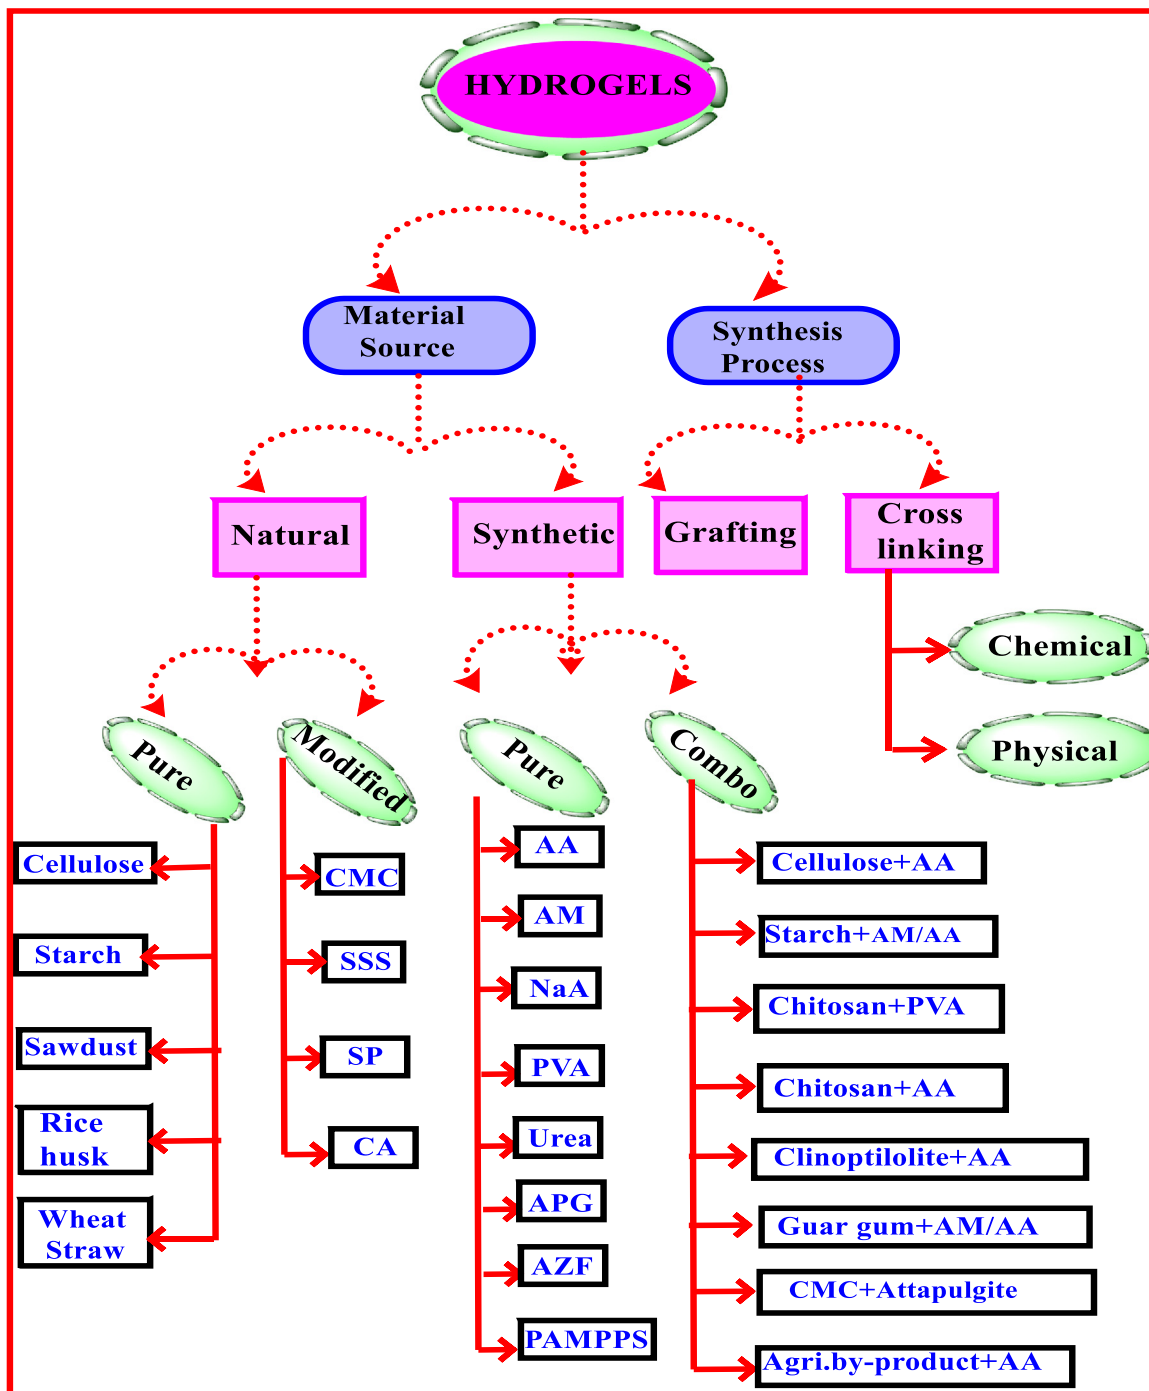 HYDROGELS
Material
Source
Synthesis
Process
Natural
Synthetic
Grafting
Cross
linking
Chemical
Physical
Pure
Modified
Pure
Combo
Cellulose
Starch
Sawdust
Rice
husk
Wheat
Straw
CMC
SSS
SP
CA
AA
AM
NaA
PVA
Urea
APG
AZF
PAMPPS
Cellulose+AA
Starch+AM/AA
Chitosan+PVA
Chitosan+AA
Clinoptilolite+AA
Guar gum+AM/AA
CMC+Attapulgite
Agri.by-product+AA